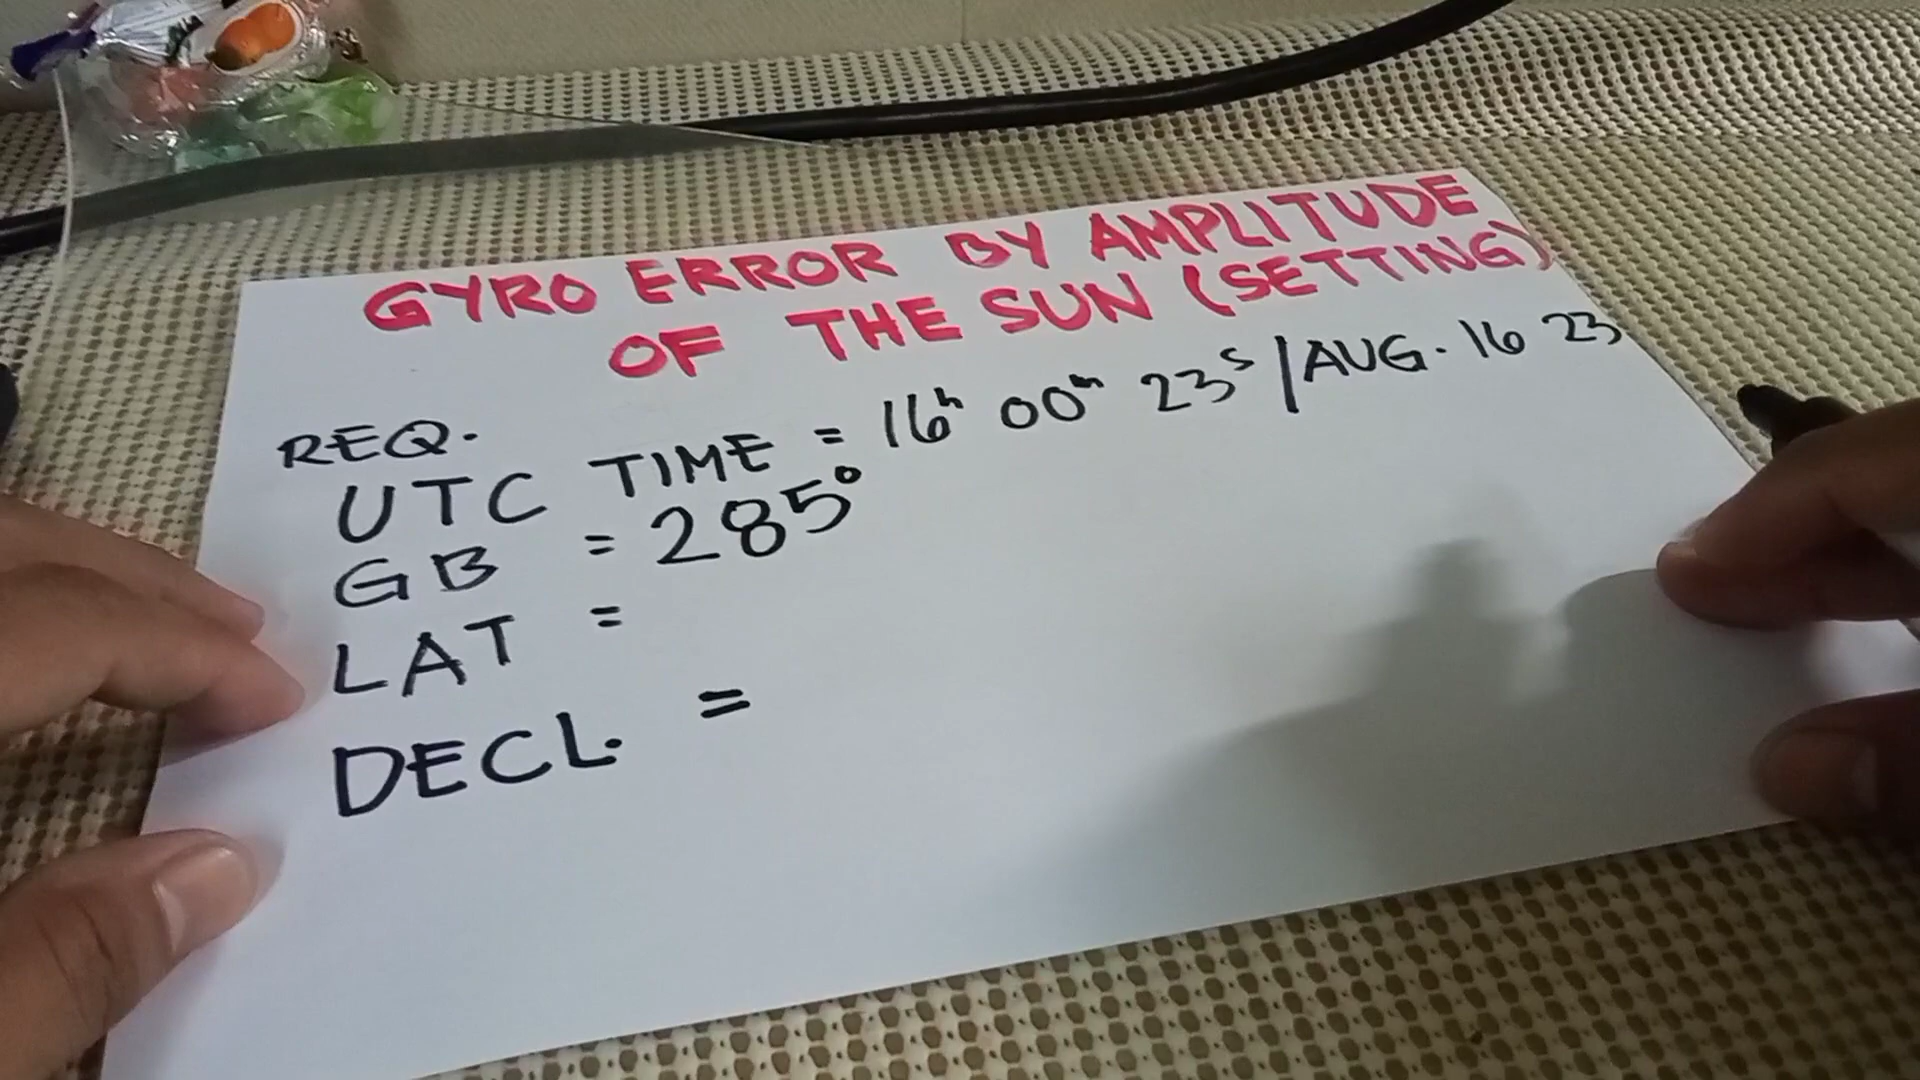 GYRO ERROR BY AMPLITUDE
OF THE SUN (SETTING)
REQ.
UTC TIME = 16h 00m 23s / AUG. 16 23
GB = 285°
LAT =
DECL. =